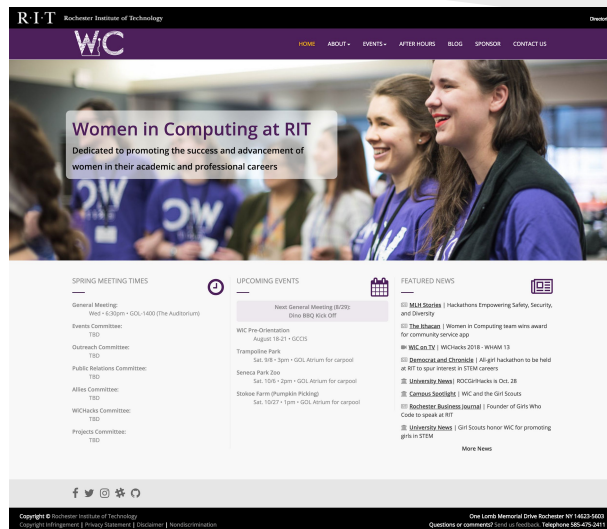 R·I·T Rochester Institute of Technology
WiC
HOME ABOUT EVENTS AFTER HOURS BLOG SPONSOR CONTACT US
Women in Computing at RIT
Dedicated to promoting the success and advancement of
women in their academic and professional careers
SPRING MEETING TIMES
General Meeting:
Wed • 6:30pm • GOL-1400 (The Auditorium)
Events Committee:
TBD
Outreach Committee:
TBD
Public Relations Committee:
TBD
Allies Committee:
TBD
WiCHacks Committee:
TBD
Projects Committee:
TBD
UPCOMING EVENTS
Next General Meeting (8/29):
Dino BBQ Kick Off
WiC Pre-Orientation
August 18-21 • GCCIS
Trampoline Park
Sat. 9/8 • 3pm • GOL Atrium for carpool
Seneca Park Zoo
Sat. 10/6 • 2pm • GOL Atrium for carpool
Stokoe Farm (Pumpkin Picking)
Sat. 10/27 • 1pm • GOL Atrium for carpool
FEATURED NEWS
MLH Stories | Hackathons Empowering Safety, Security,
and Diversity
The Ithacan | Women in Computing team wins award
for community service app
WiC on TV | WiCHacks 2018 - WHAM 13
Democrat and Chronicle | All-girl hackathon to be held
at RIT to spur interest in STEM careers
University News| ROCGirlHacks is Oct. 28
Campus Spotlight | WiC and the Girl Scouts
Rochester Business Journal | Founder of Girls Who
Code to speak at RIT
University News | Girl Scouts honor WiC for promoting
girls in STEM
More News
Copyright © Rochester Institute of Technology
Copyright Infringement | Privacy Statement | Disclaimer | Nondiscrimination
One Lomb Memorial Drive Rochester NY 14623-5603
Questions or comments? Send us feedback. Telephone 585-475-2411